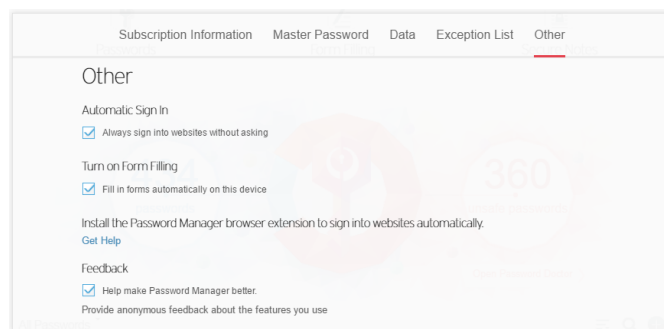 Subscription Information Master Password Data Exception List Other
Other
Automatic Sign In
Always sign into websites without asking
Turn on Form Filling
Fill in forms automatically on this device
Install the Password Manager browser extension to sign into websites automatically.
Get Help
Feedback
Help make Password Manager better.
Provide anonymous feedback about the features you use
360